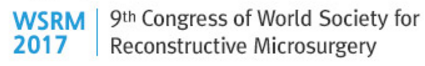 WSRM 9th Congress of World Society for
2017 Reconstructive Microsurgery